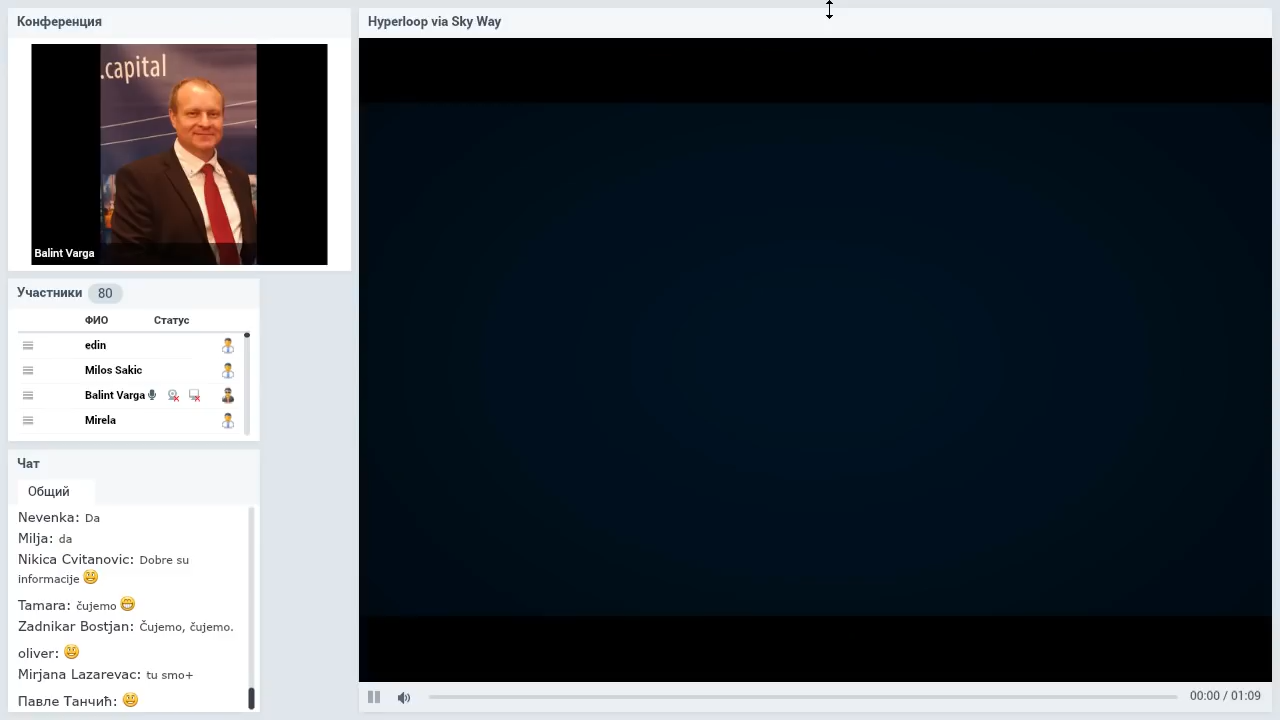 Конференция
.capital
Balint Varga
Участники 80
ФИО Статус
edin
Milos Sakic
Balint Varga
Mirela
Чат
Общий
Nevenka: Da
Milja: da
Nikica Cvitanovic: Dobre su
informacije
Tamara: čujemo
Zadnikar Bostjan: Čujemo, čujemo.
oliver:
Mirjana Lazarevac: tu smo+
Павле Танчић:
Hyperloop via Sky Way
00:00 / 01:09